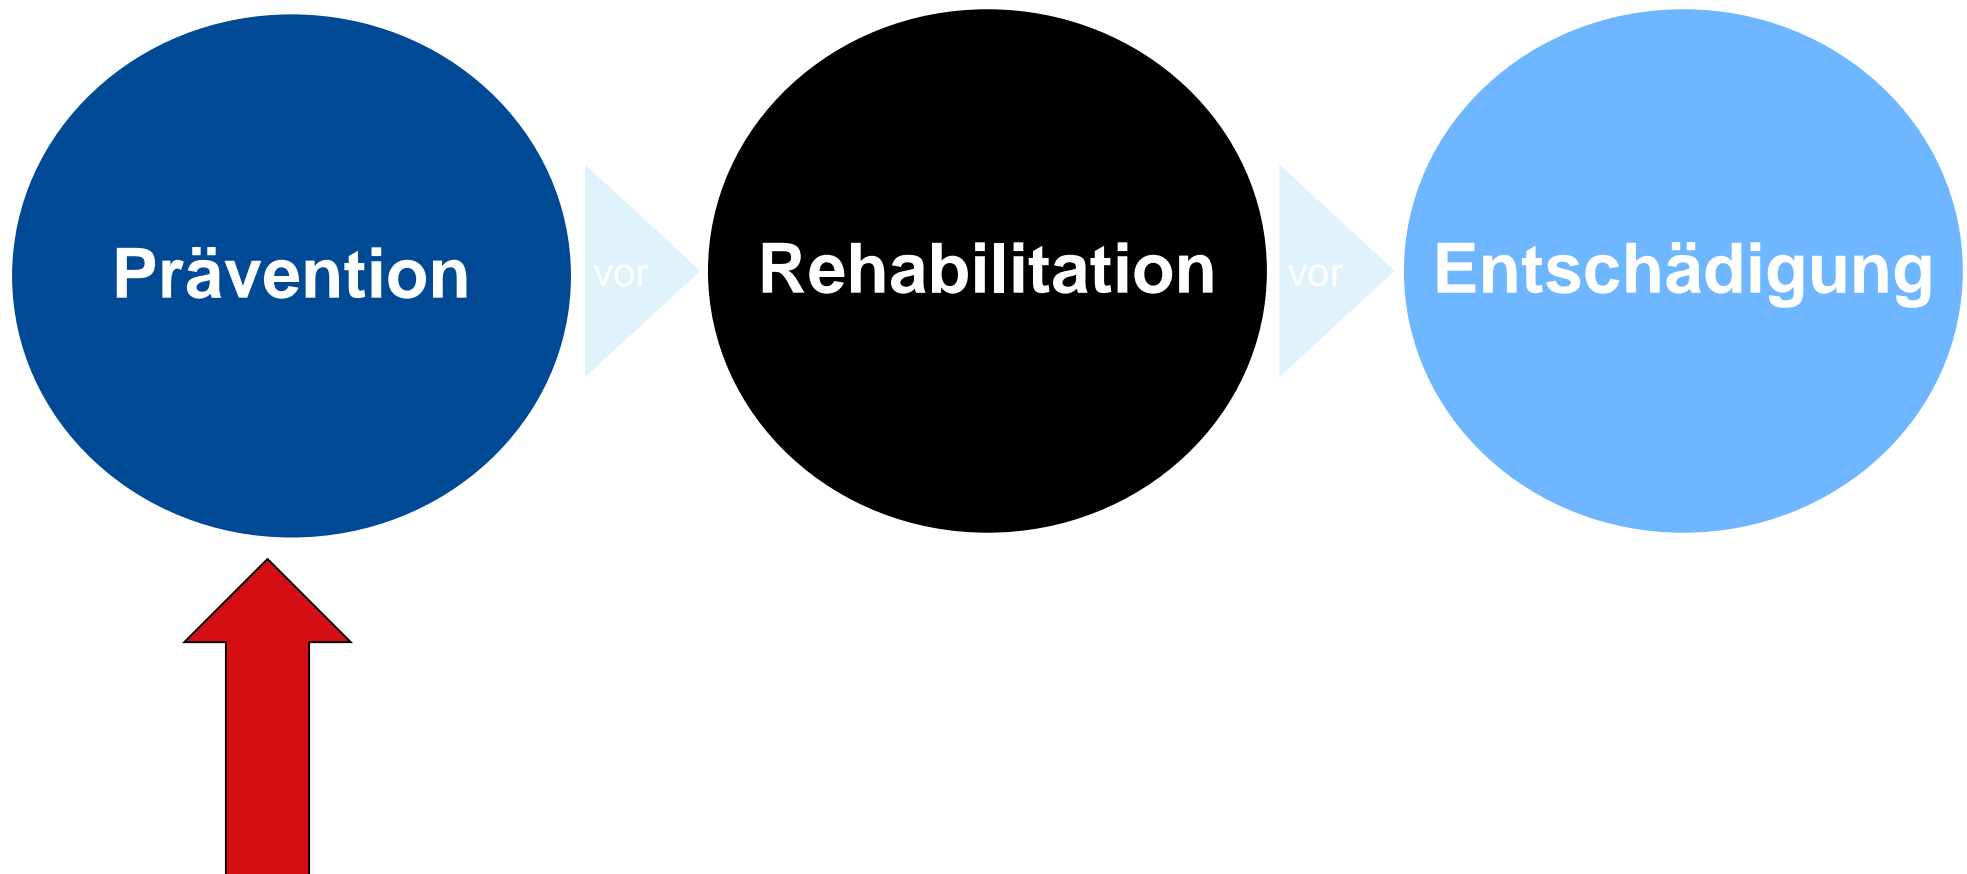 Prävention
vor
Rehabilitation
vor
Entschädigung